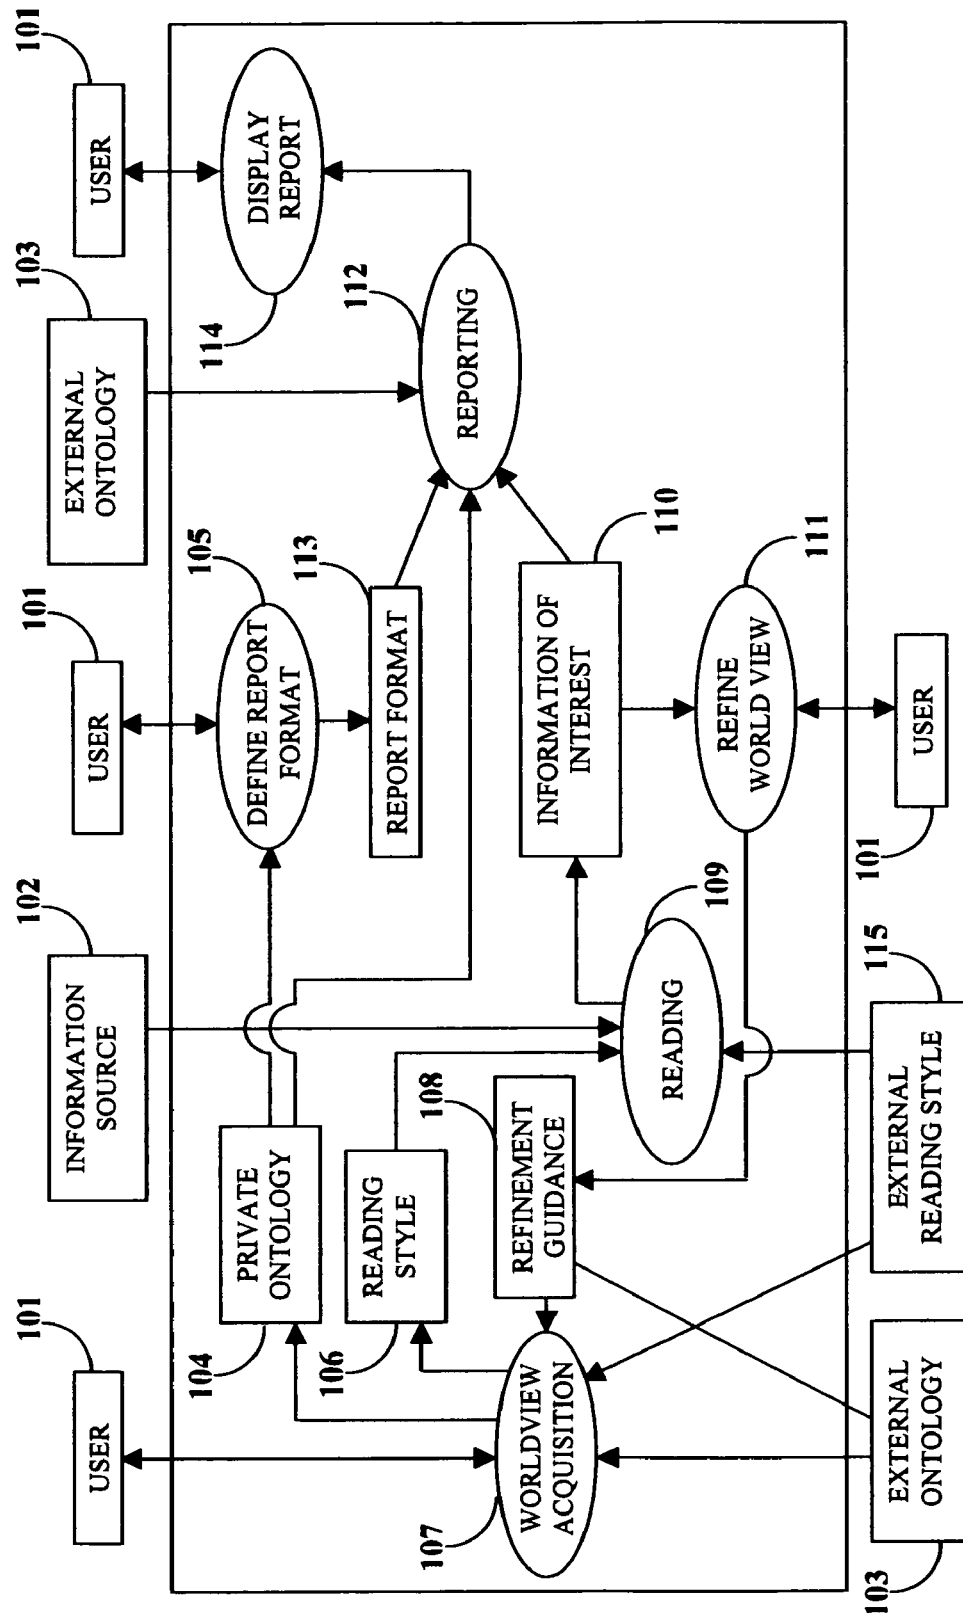 101
USER
103
EXTERNAL
ONTOLOGY
101
USER
102
INFORMATION
SOURCE
101
USER
DISPLAY
REPORT
114
112
REPORTING
105
DEFINE REPORT
FORMAT
113
REPORT FORMAT
PRIVATE
ONTOLOGY
104
READING
STYLE
106
108
REFINEMENT
GUIDANCE
WORLDVIEW
ACQUISITION
107
READING
109
INFORMATION OF
INTEREST
110
REFINE
WORLD VIEW
111
USER
101
EXTERNAL
READING STYLE
115
EXTERNAL
ONTOLOGY
103